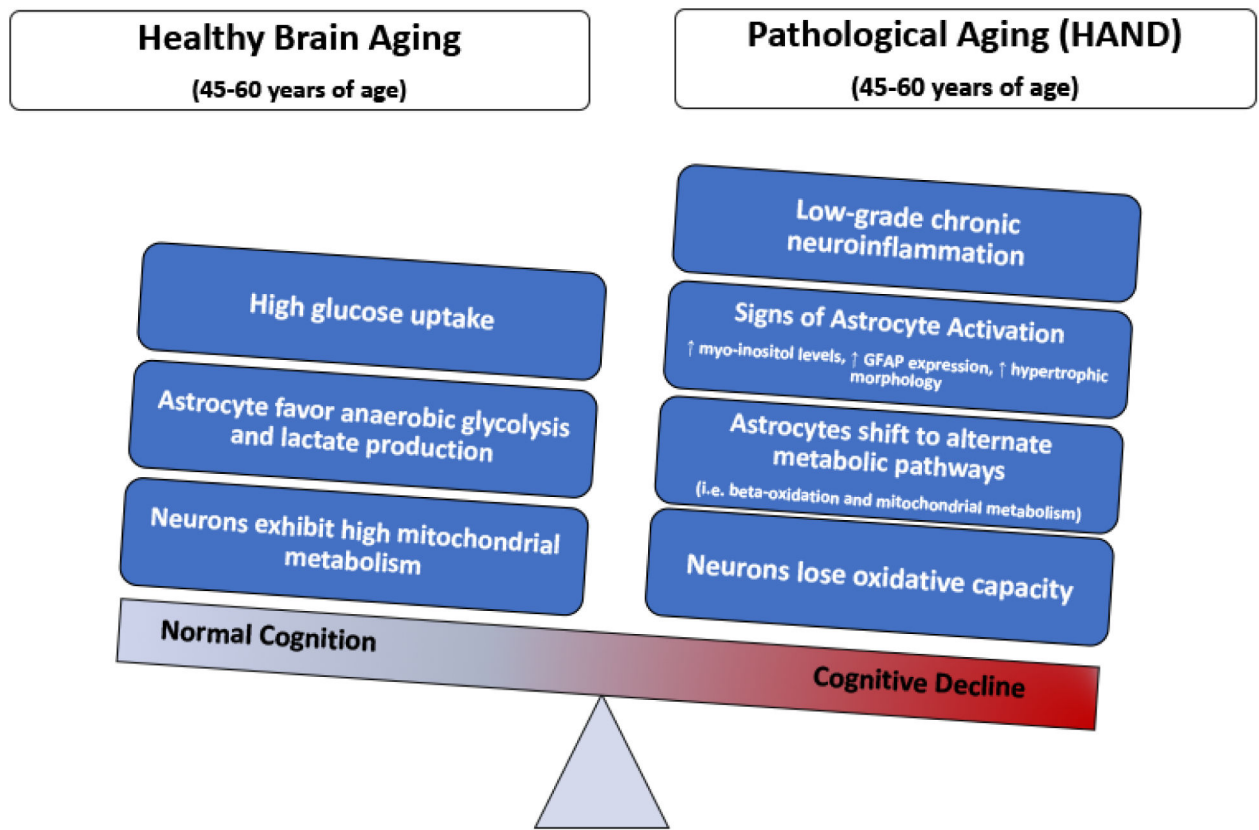 Healthy Brain Aging
(45-60 years of age)
Pathological Aging (HAND)
(45-60 years of age)
High glucose uptake
Astrocyte favor anaerobic glycolysis
and lactate production
Neurons exhibit high mitochondrial
metabolism
Normal Cognition
Low-grade chronic
neuroinflammation
Signs of Astrocyte Activation
↑ myo-inositol levels, ↑ GFAP expression, ↑ hypertrophic
morphology
Astrocytes shift to alternate
metabolic pathways
(i.e. beta-oxidation and mitochondrial metabolism)
Neurons lose oxidative capacity
Cognitive Decline